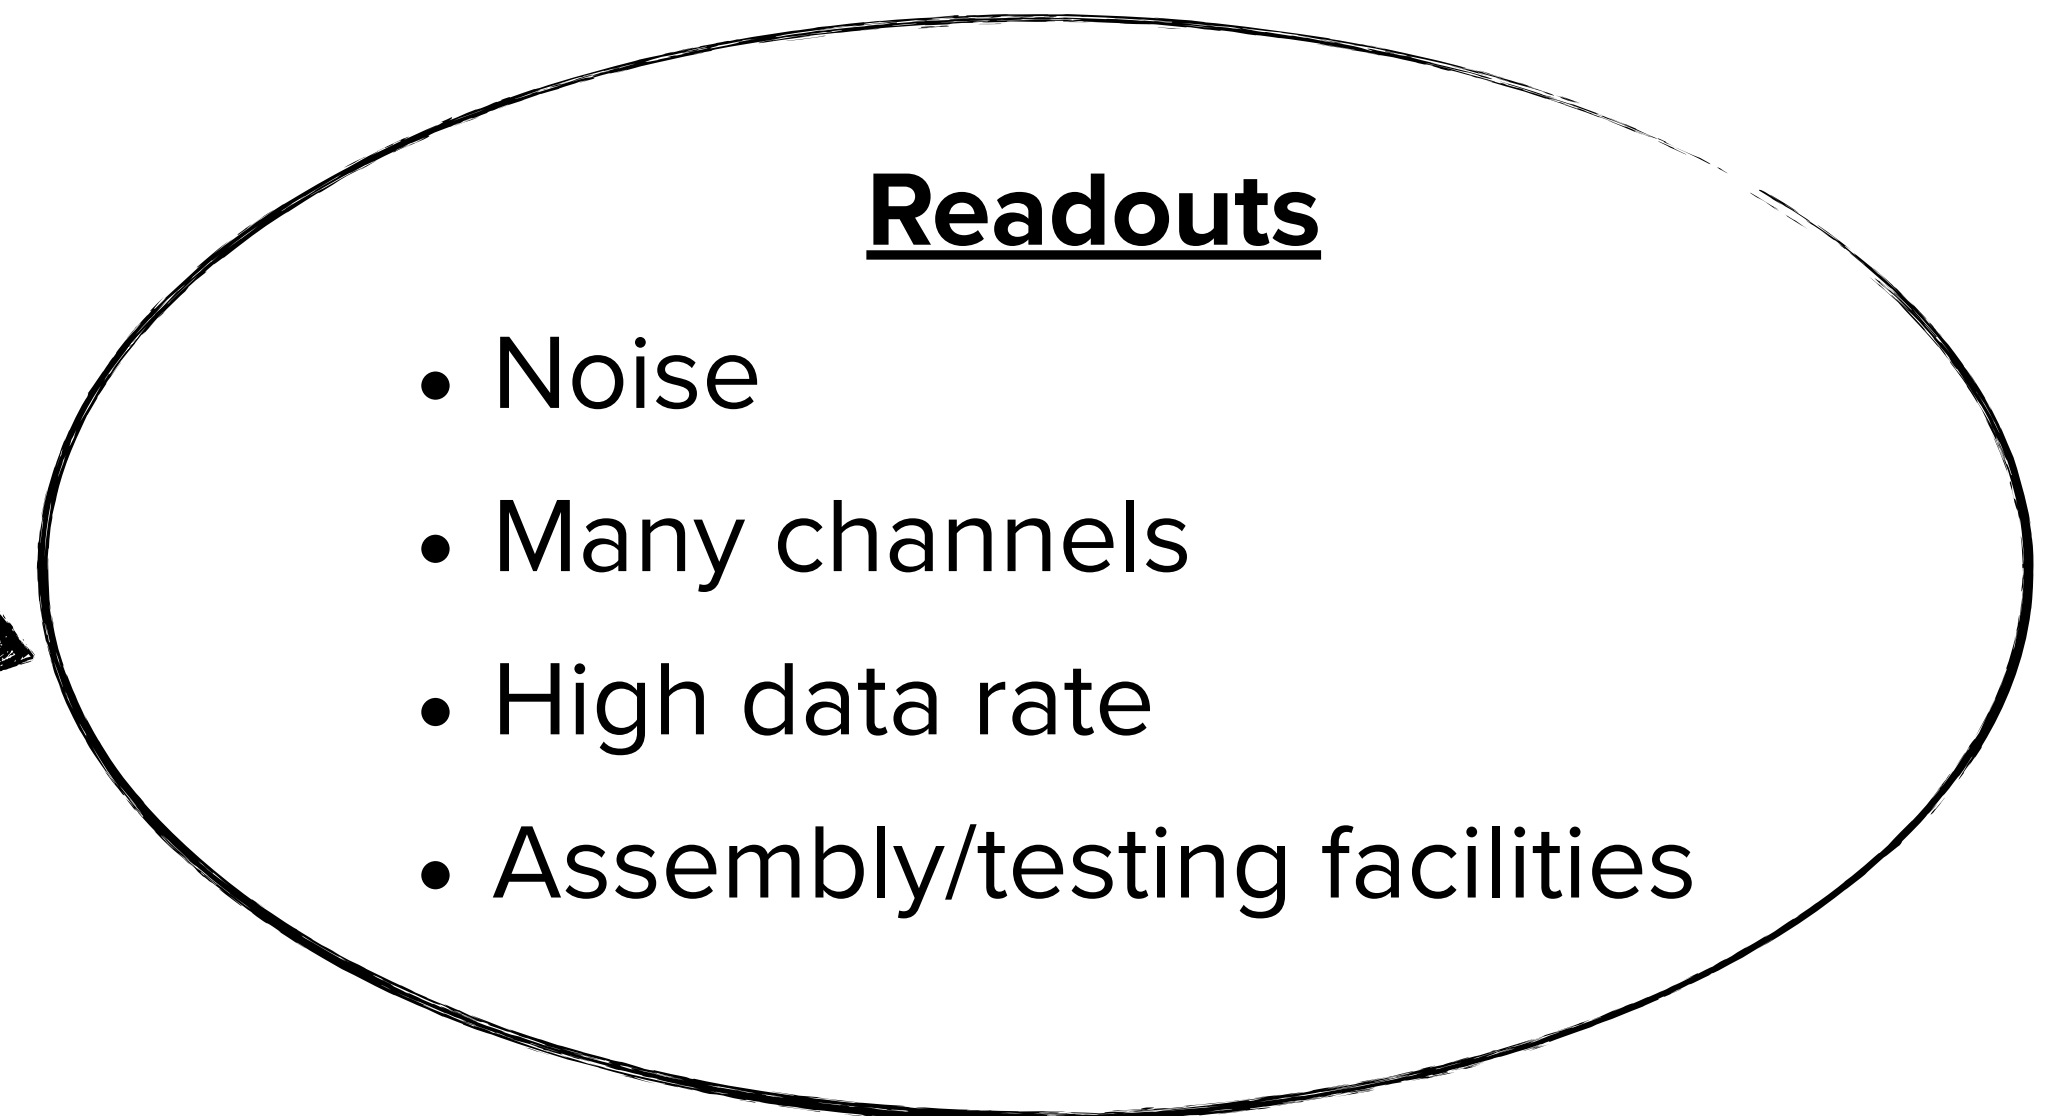 Readouts
• Noise
• Many channels
• High data rate
• Assembly/testing facilities